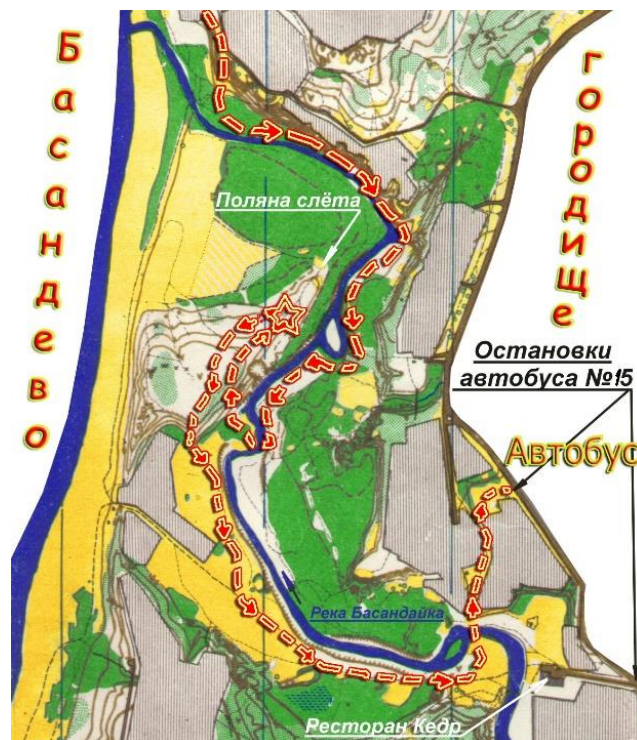 Басандево
городище
Поляна слёта
Остановки
автобуса №15
Автобус
Река Басандайка
Ресторан Кедр